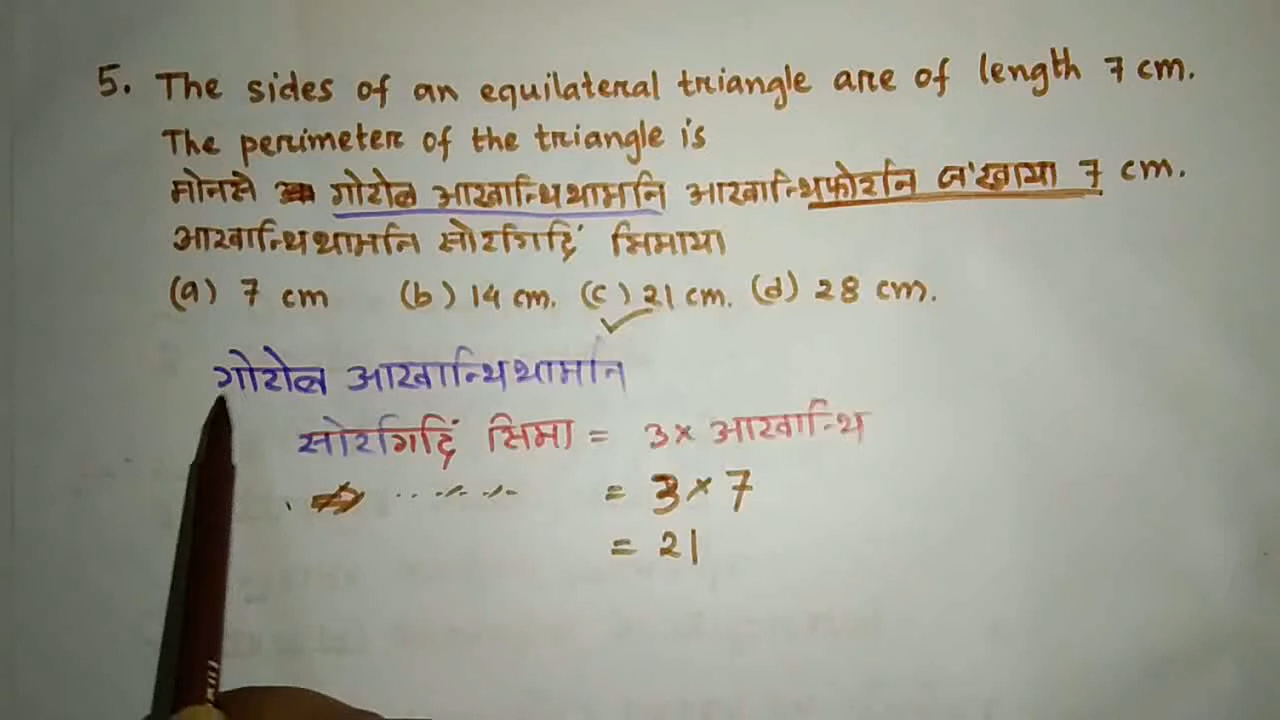 5. The sides of an equilateral triangle are of length 7 cm.
The perimeter of the triangle is
मोनसे गोरोब आखान्थिथामनि आखान्थिफोरनि ल'खाया 7 cm.
आखान्थिथामनि सोरगिदिं सिमाया
(a) 7 cm (b) 14 cm. (c) 21 cm. (d) 28 cm.
गोरोब आखान्थिथामनि
सोरगिदिं सिमा = 3 × आखान्थि
= 3 × 7
= 21